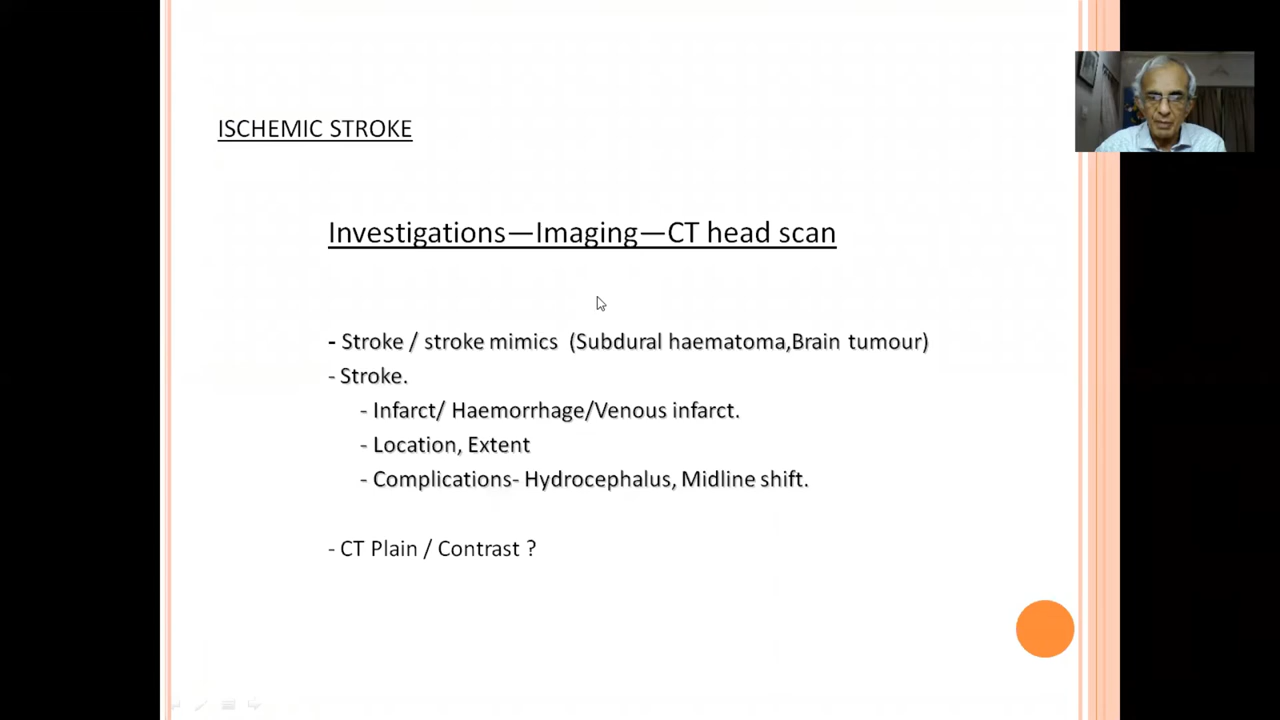 ISCHEMIC STROKE
Investigations—Imaging—CT head scan
- Stroke / stroke mimics (Subdural haematoma,Brain tumour)
- Stroke.
- Infarct/ Haemorrhage/Venous infarct.
- Location, Extent
- Complications- Hydrocephalus, Midline shift.
- CT Plain / Contrast ?